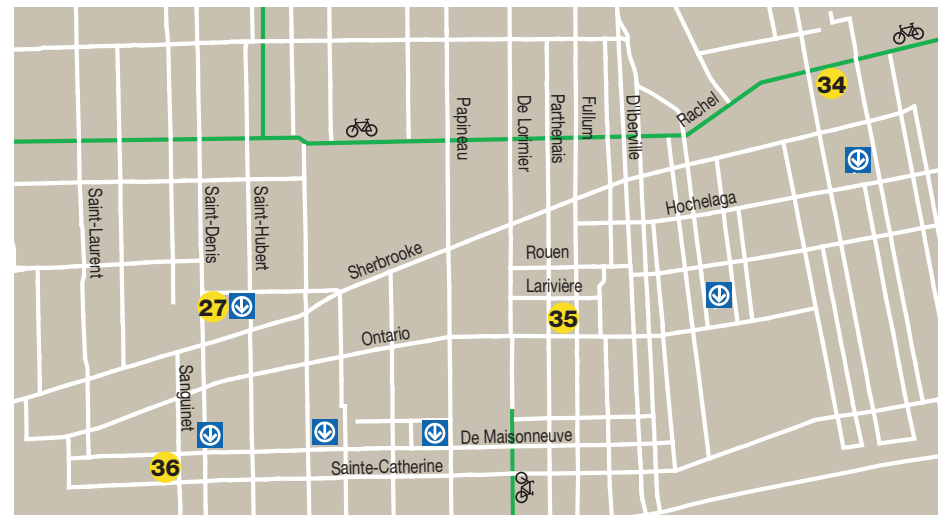 34
Rachel
Papineau
De Lormier
Parthenais
Fullum
D'Iberville
Hochelaga
Saint-Laurent
Saint-Denis
Saint-Hubert
Sherbrooke
Rouen
Larivière
27
35
Ontario
Sanguinet
De Maisonneuve
36
Sainte-Catherine